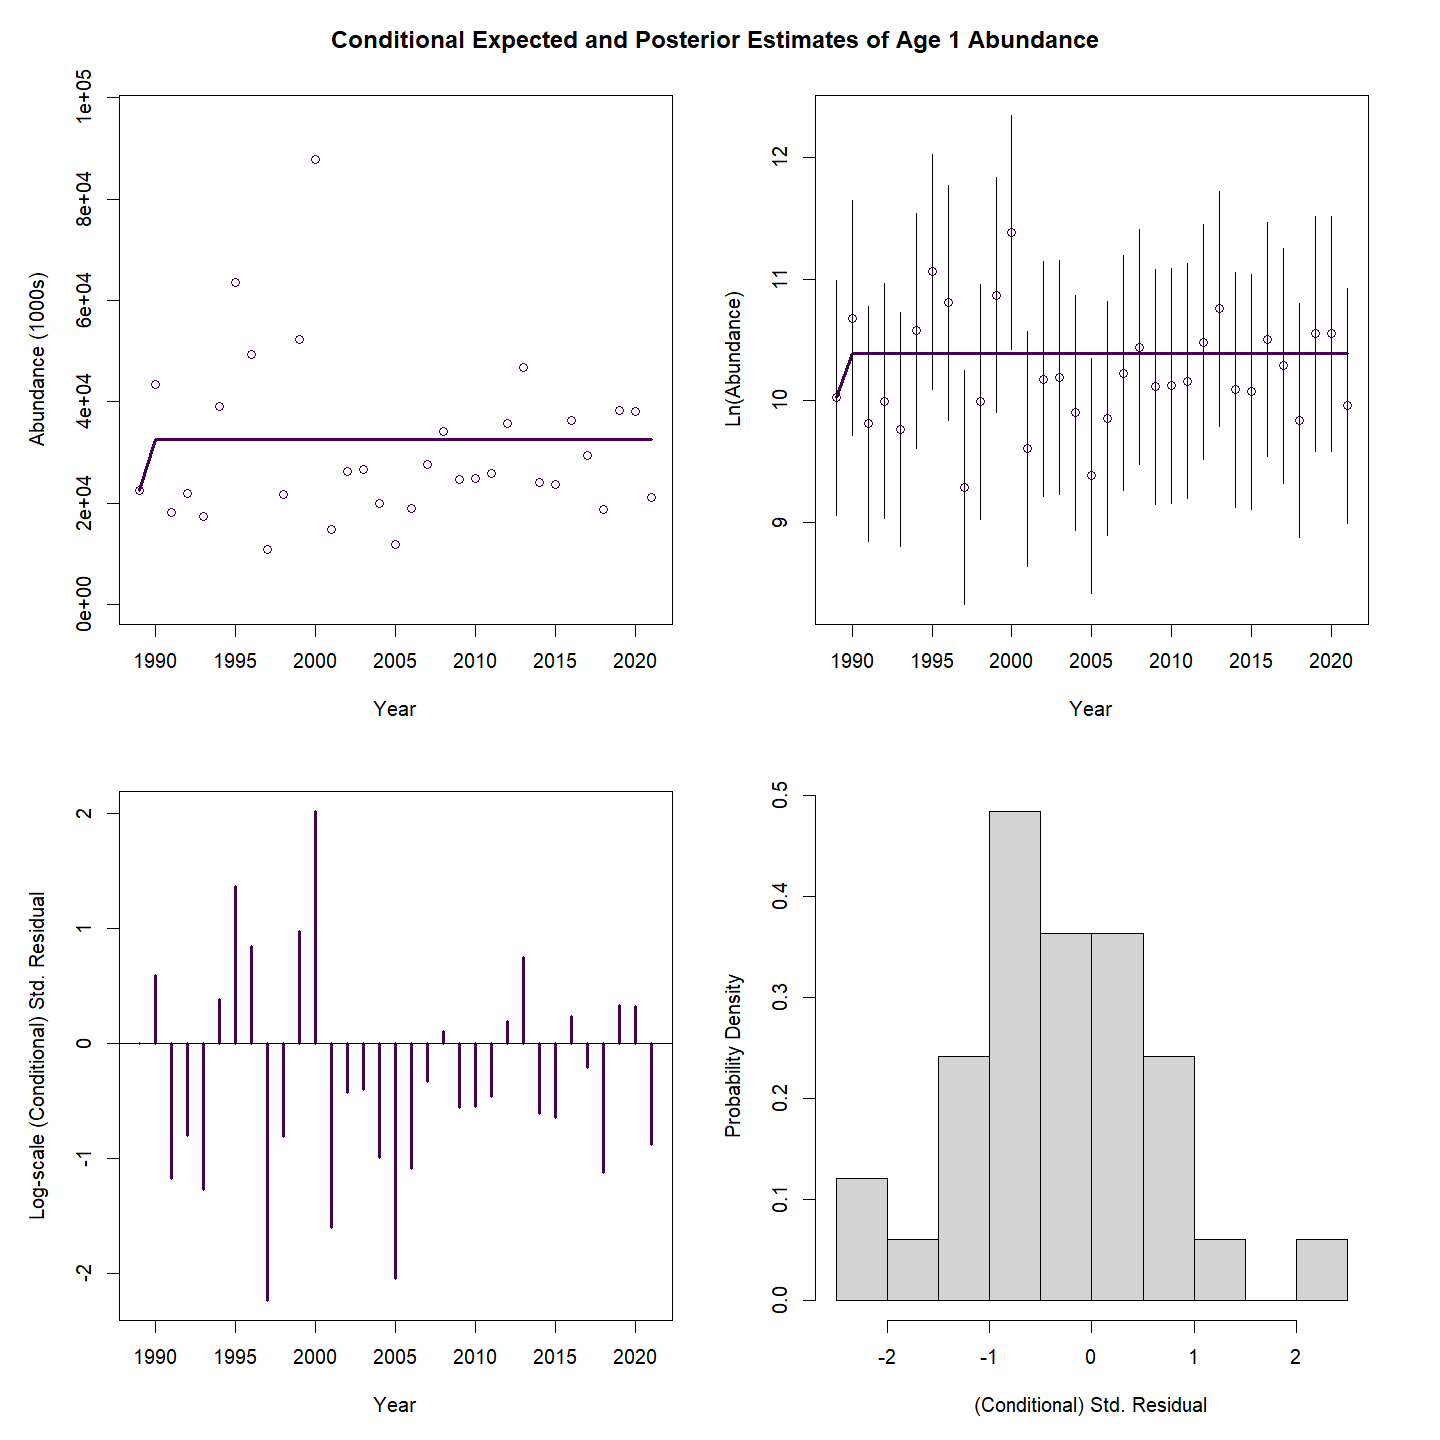 Conditional Expected and Posterior Estimates of Age 1 Abundance
Abundance (1000s)
1e+05
8e+04
6e+04
4e+04
2e+04
0e+00
1990 1995 2000 2005 2010 2015 2020
Year
Ln(Abundance)
12
11
10
9
1990 1995 2000 2005 2010 2015 2020
Year
Log-scale (Conditional) Std. Residual
2
1
0
-1
-2
1990 1995 2000 2005 2010 2015 2020
Year
Probability Density
0.5
0.4
0.3
0.2
0.1
0.0
-2 -1 0 1 2
(Conditional) Std. Residual